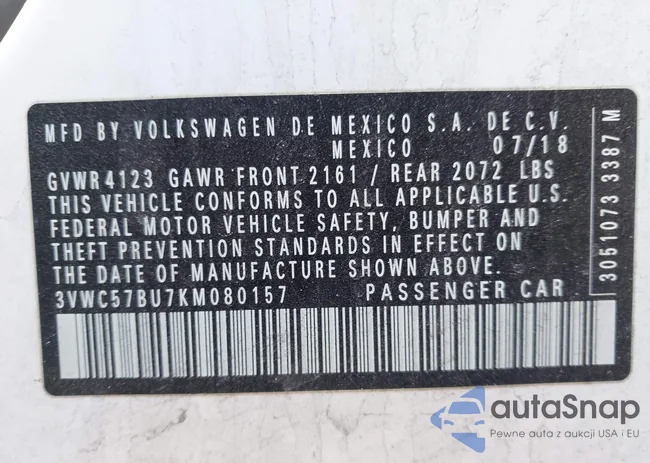 MFD BY VOLKSWAGEN DE MEXICO S.A. DE C.V.
MEXICO 07/18
GVWR4123 GAWR FRONT 2161 / REAR 2072 LBS
THIS VEHICLE CONFORMS TO ALL APPLICABLE U.S.
FEDERAL MOTOR VEHICLE SAFETY, BUMPER AND
THEFT PREVENTION STANDARDS IN EFFECT ON
THE DATE OF MANUFACTURE SHOWN ABOVE.
3VWC57BU7KM080157 PASSENGER CAR
3051073 3387 M
autaSnap
Pewne auta z aukcji USA i EU